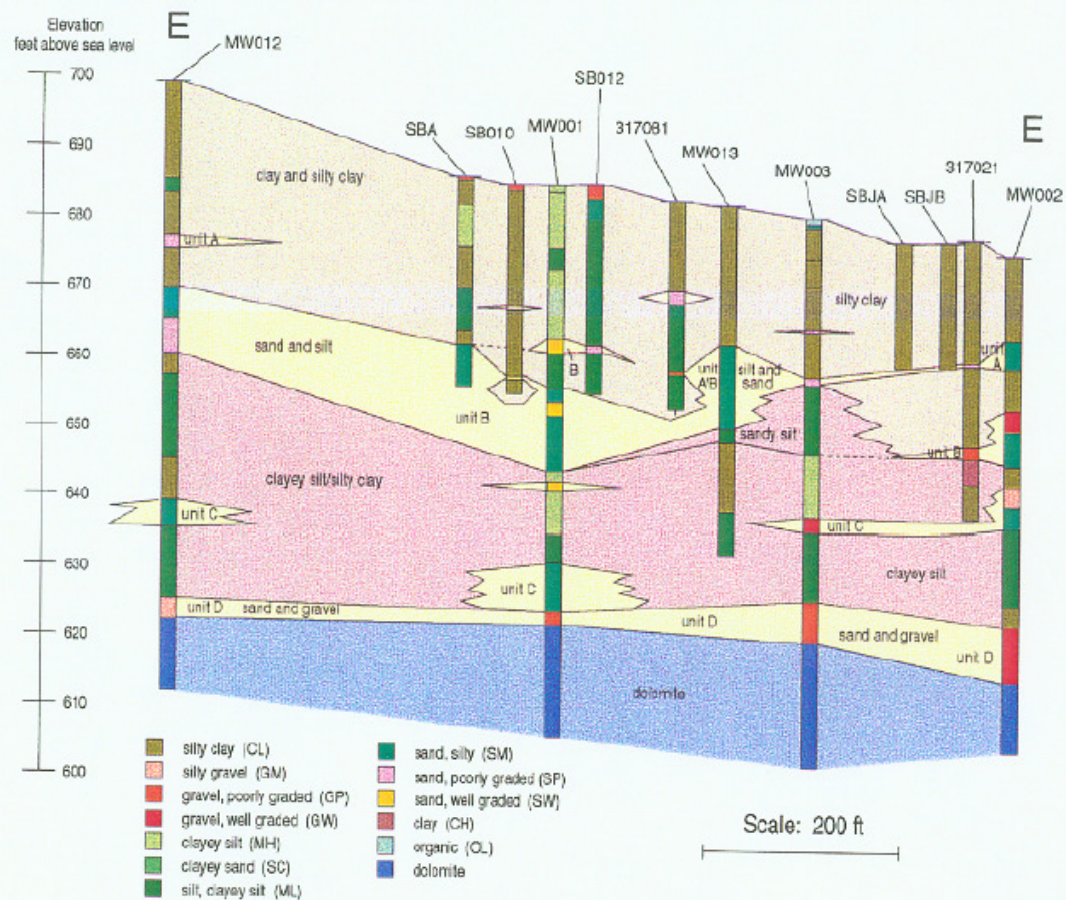 Elevation
feet above sea level
E
E
MW012
SBA
SB010
MW001
SB012
317081
MW013
MW003
SBJA
SBJB
317021
MW002
700
690
680
670
660
650
640
630
620
610
600
clay and silty clay
unit A
sand and silt
unit B
B
unit
A'B
silt and
sand
silty clay
unit
A
sandy silt
unit B
clayey silt/silty clay
unit C
unit C
unit C
clayey silt
unit D
sand and gravel
unit D
sand and gravel
unit D
dolomite
silly clay (CL)
silly gravel (GM)
gravel, poorly graded (GP)
gravel, well graded (GW)
clayey silt (MH)
clayey sand (SC)
silt, clayey silt (ML)
sand, silty (SM)
sand, poorly graded (SP)
sand, well graded (SW)
clay (CH)
organic (OL)
dolomite
Scale: 200 ft